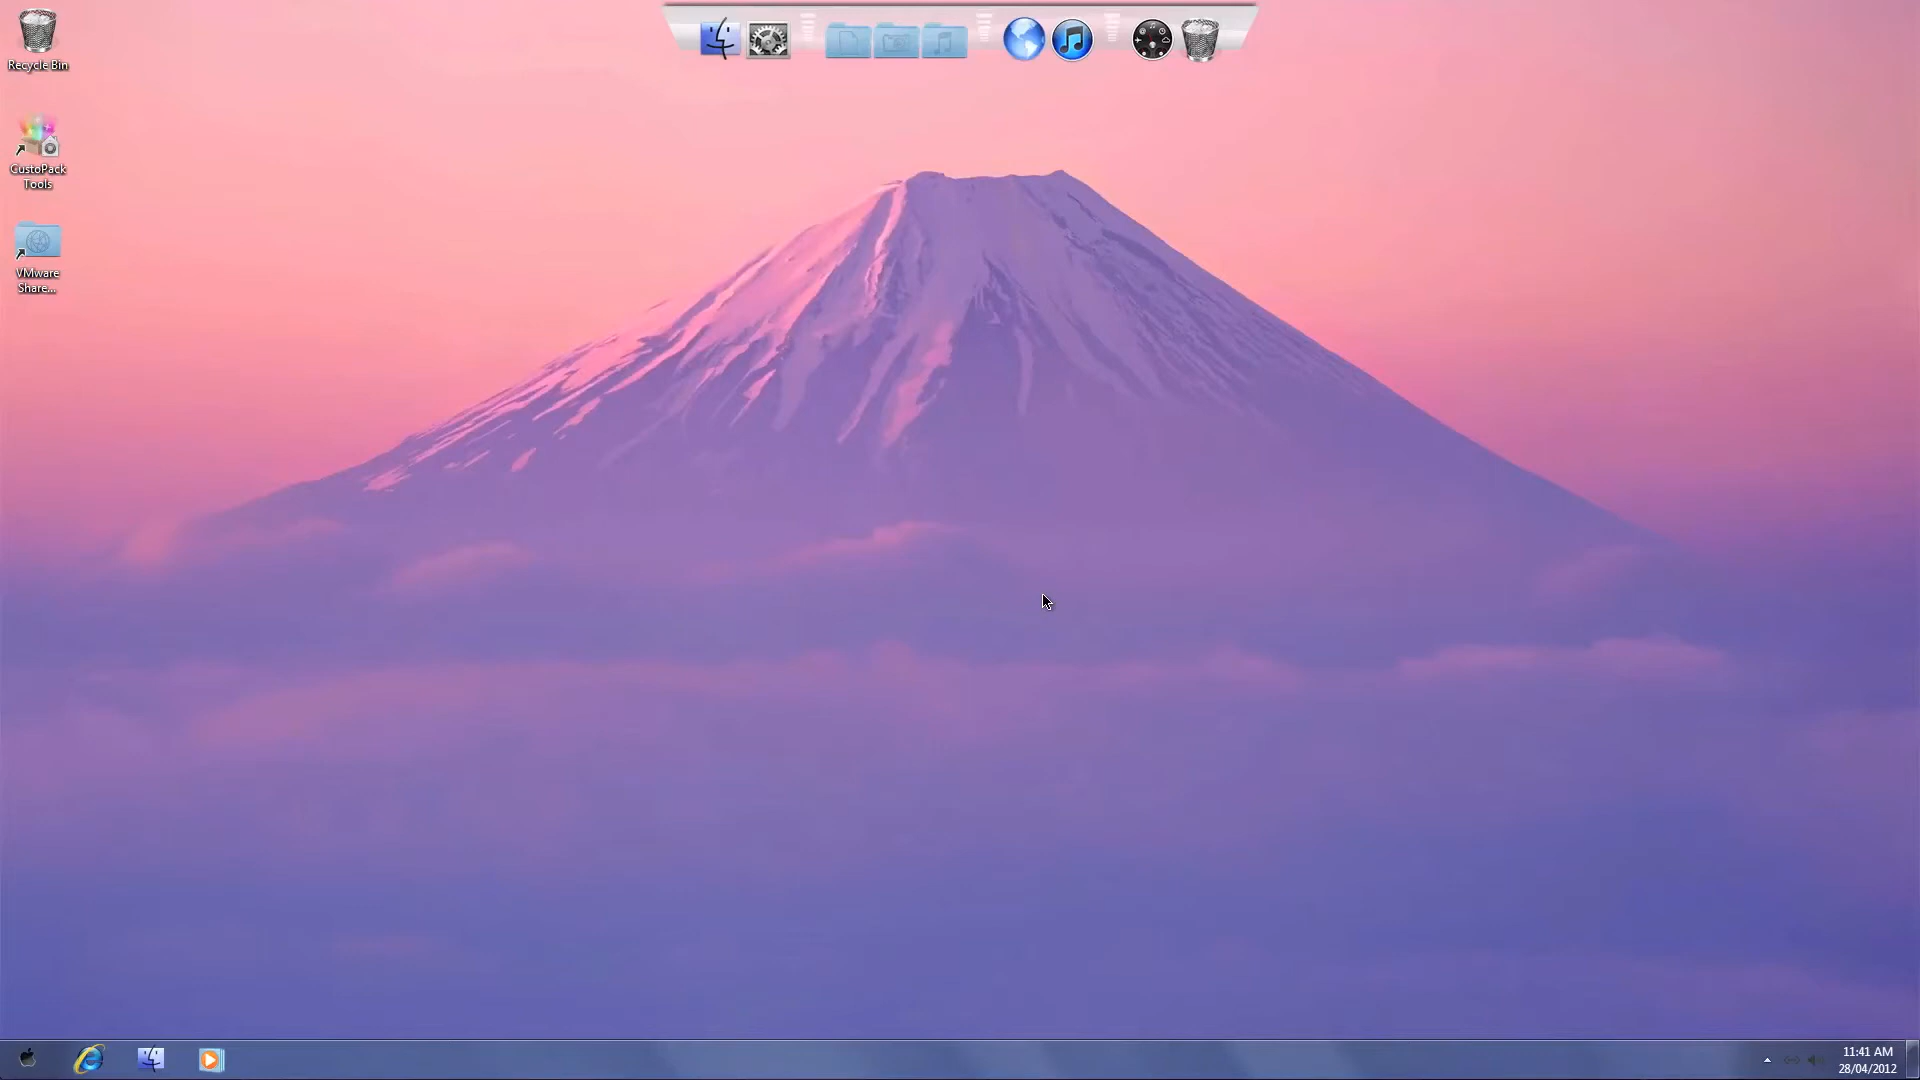 Recycle Bin
CustoPack
Tools
VMware
Share...
11:41 AM
28/04/2012